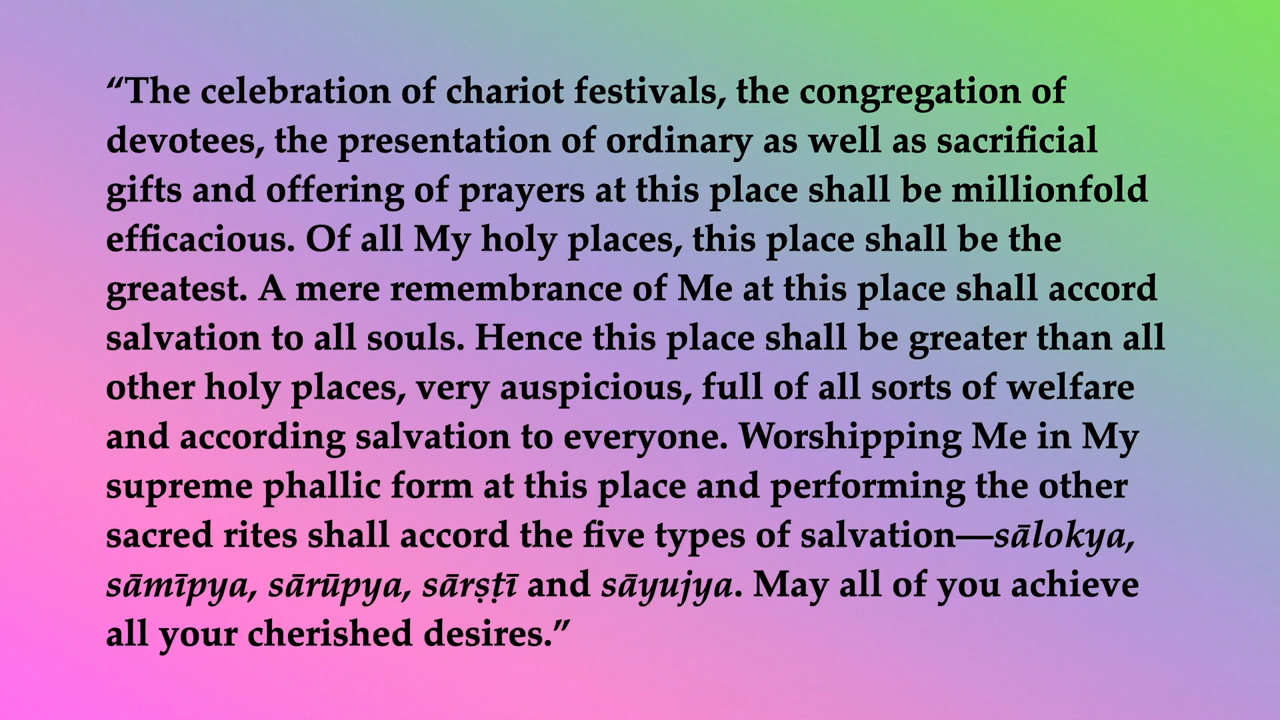 “The celebration of chariot festivals, the congregation of
devotees, the presentation of ordinary as well as sacrificial
gifts and offering of prayers at this place shall be millionfold
efficacious. Of all My holy places, this place shall be the
greatest. A mere remembrance of Me at this place shall accord
salvation to all souls. Hence this place shall be greater than all
other holy places, very auspicious, full of all sorts of welfare
and according salvation to everyone. Worshipping Me in My
supreme phallic form at this place and performing the other
sacred rites shall accord the five types of salvation—sālokya,
sāmīpya, sārūpya, sārṣṭī and sāyujya. May all of you achieve
all your cherished desires.”